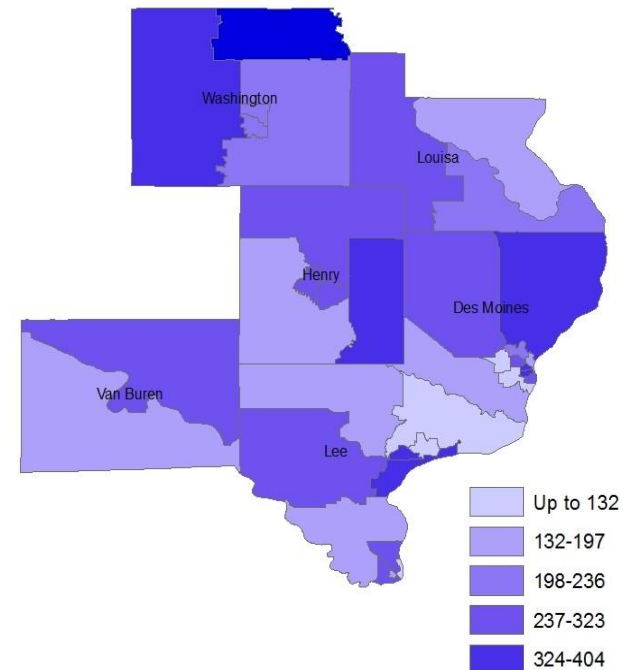 Washington
Louisa
Henry
Des Moines
Van Buren
Lee
Up to 132
132-197
198-236
237-323
324-404